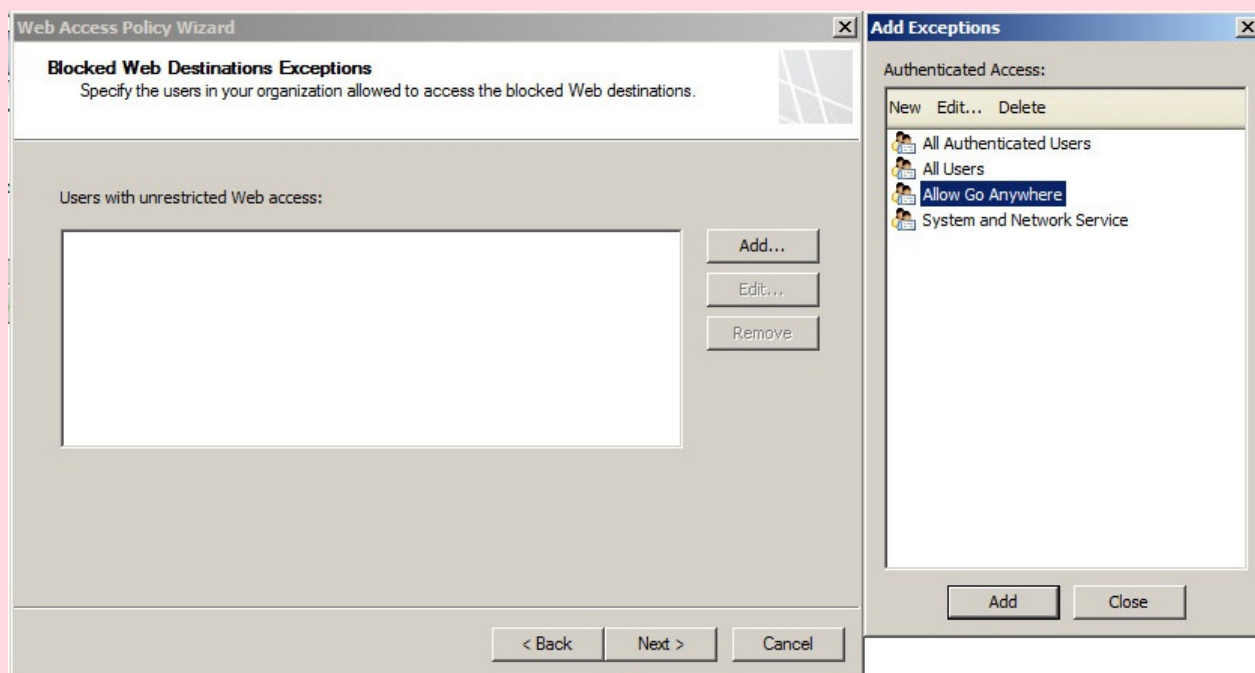 Web Access Policy Wizard
Blocked Web Destinations Exceptions
Specify the users in your organization allowed to access the blocked Web destinations.
Users with unrestricted Web access:
Add...
Edit...
Remove
< Back
Next >
Cancel
Add Exceptions
Authenticated Access:
New Edit... Delete
All Authenticated Users
All Users
Allow Go Anywhere
System and Network Service
Add
Close